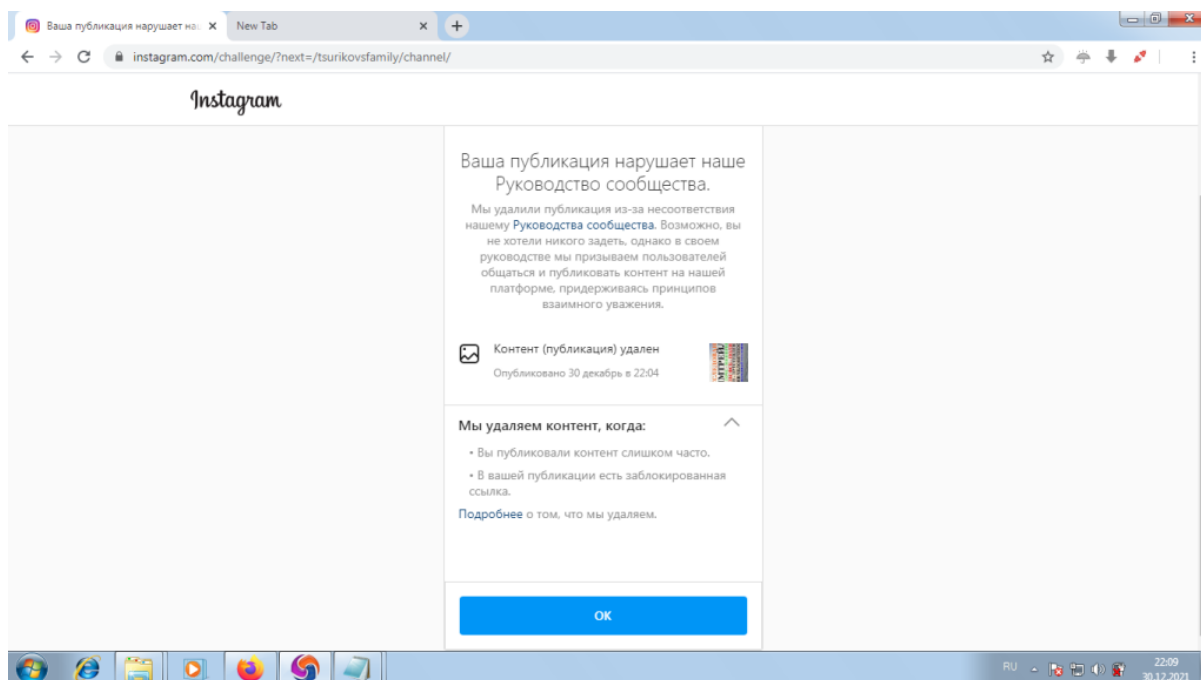 Ваша публикация нарушает наш
New Tab
instagram.com/challenge/?next=/tsurikovsfamily/channel/
Instagram
Ваша публикация нарушает наше
Руководство сообщества.
Мы удалили публикация из-за несоответствия
нашему Руководства сообщества. Возможно, вы
не хотели никого задеть, однако в своем
руководстве мы призываем пользователей
общаться и публиковать контент на нашей
платформе, придерживаясь принципов
взаимного уважения.
Контент (публикация) удален
Опубликовано 30 декабрь в 22:04
Мы удаляем контент, когда:
• Вы публиковали контент слишком часто.
• В вашей публикации есть заблокированная
ссылка.
Подробнее о том, что мы удаляем.
ОК
RU
22:09
30.12.2021